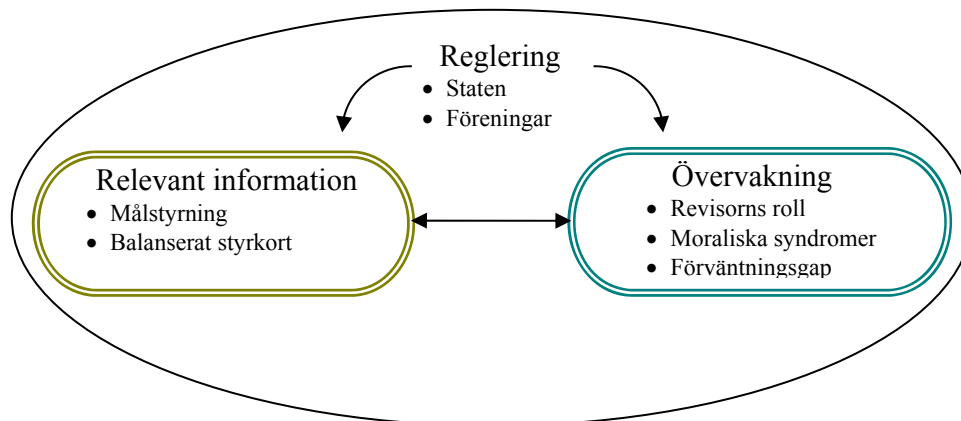 Reglering
• Staten
• Föreningar
Relevant information
• Målstyrning
• Balanserat styrkort
Övervakning
• Revisorns roll
• Moraliska syndromer
• Förväntningsgap